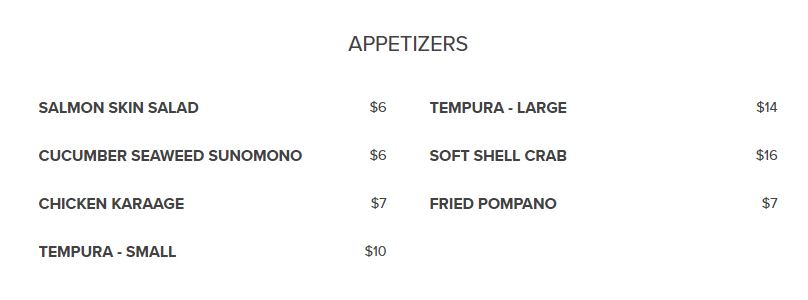 APPETIZERS
SALMON SKIN SALAD $6
CUCUMBER SEAWEED SUNOMONO $6
CHICKEN KARAAGE $7
TEMPURA - SMALL $10
TEMPURA - LARGE $14
SOFT SHELL CRAB $16
FRIED POMPANO $7